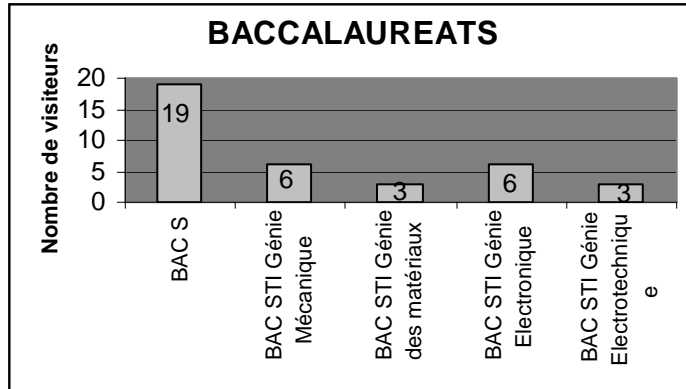 BACCALAUREATS
Nombre de visiteurs
20
15
10
5
0
19
6
3
6
3
BAC S
BAC STI Génie
Mécanique
BAC STI Génie
des matériaux
BAC STI Génie
Electronique
BAC STI Génie
Electrotechniqu
e